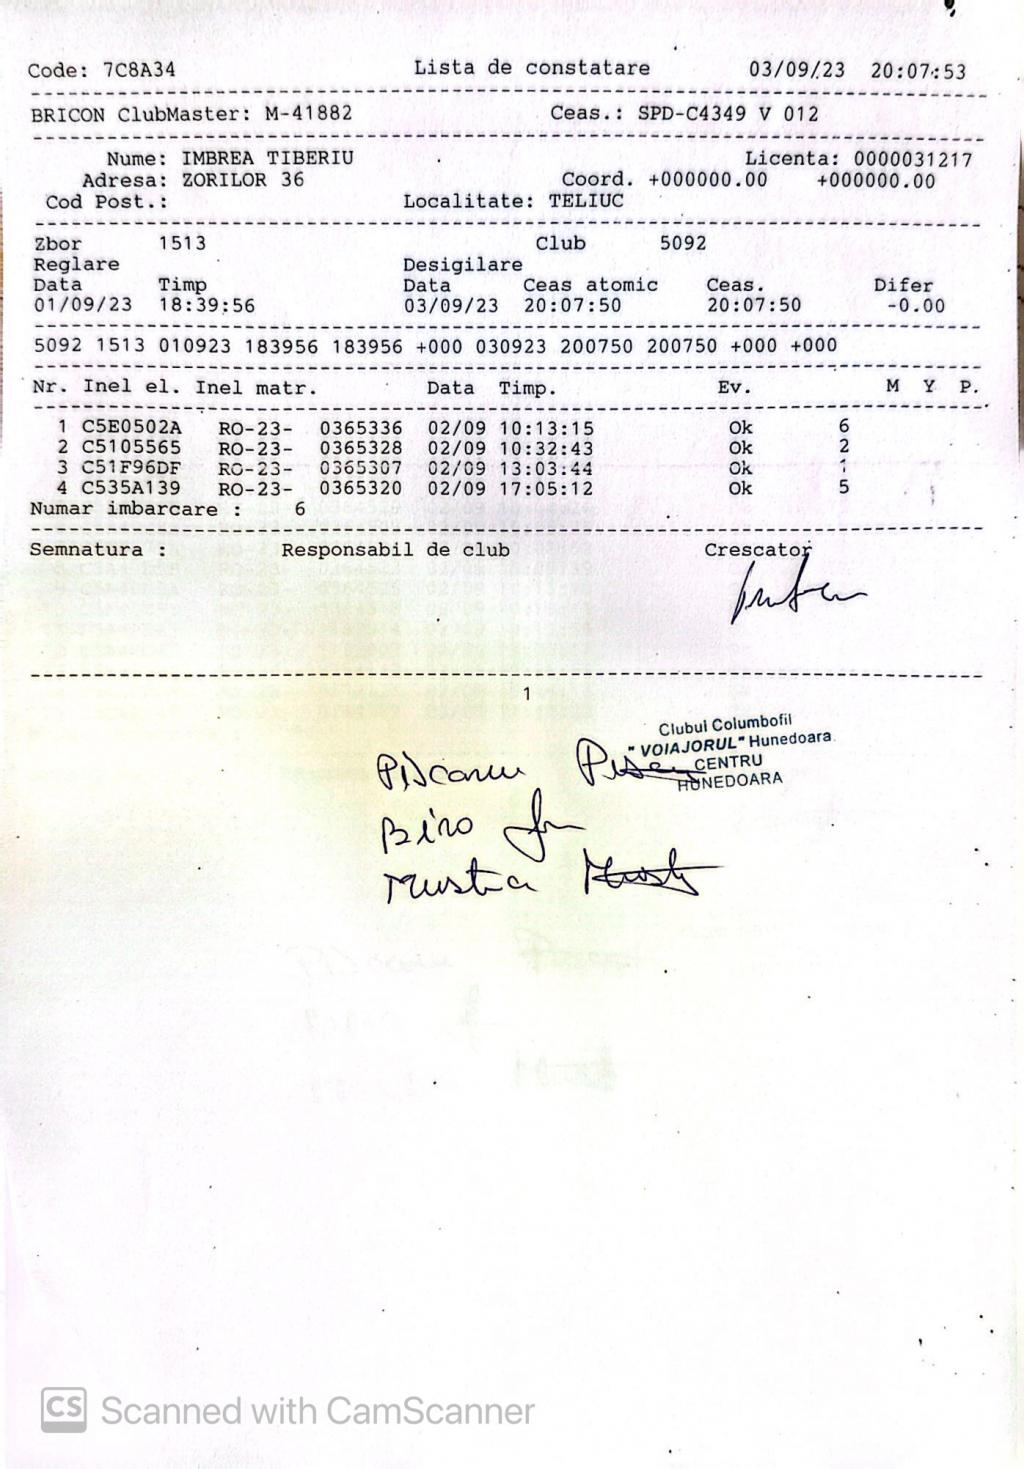 Code: 7C8A34 Lista de constatare 03/09/23 20:07:53
BRICON ClubMaster: M-41882 Ceas.: SPD-C4349 V 012
Nume: IMBREA TIBERIU Licenta: 0000031217
Adresa: ZORILOR 36 Coord. +000000.00 +000000.00
Cod Post.: Localitate: TELIUC
Zbor 1513 Club 5092
Reglare Desigilare
Data Timp Data Ceas atomic Ceas. Difer
01/09/23 18:39:56 03/09/23 20:07:50 20:07:50 -0.00
5092 1513 010923 183956 183956 +000 030923 200750 200750 +000 +000
Nr. Inel el. Inel matr. Data Timp. Ev. M Y P.
1 C5E0502A RO-23- 0365336 02/09 10:13:15 Ok 6
2 C5105565 RO-23- 0365328 02/09 10:32:43 Ok 2
3 C51F96DF RO-23- 0365307 02/09 13:03:44 Ok 1
4 C535A139 RO-23- 0365320 02/09 17:05:12 Ok 5
Numar imbarcare : 6
Semnatura : Responsabil de club Crescator
1
Clubul Columbofil
"VOIAJORUL" Hunedoara
CENTRU
HUNEDOARA
Biro
Mustea
CS Scanned with CamScanner